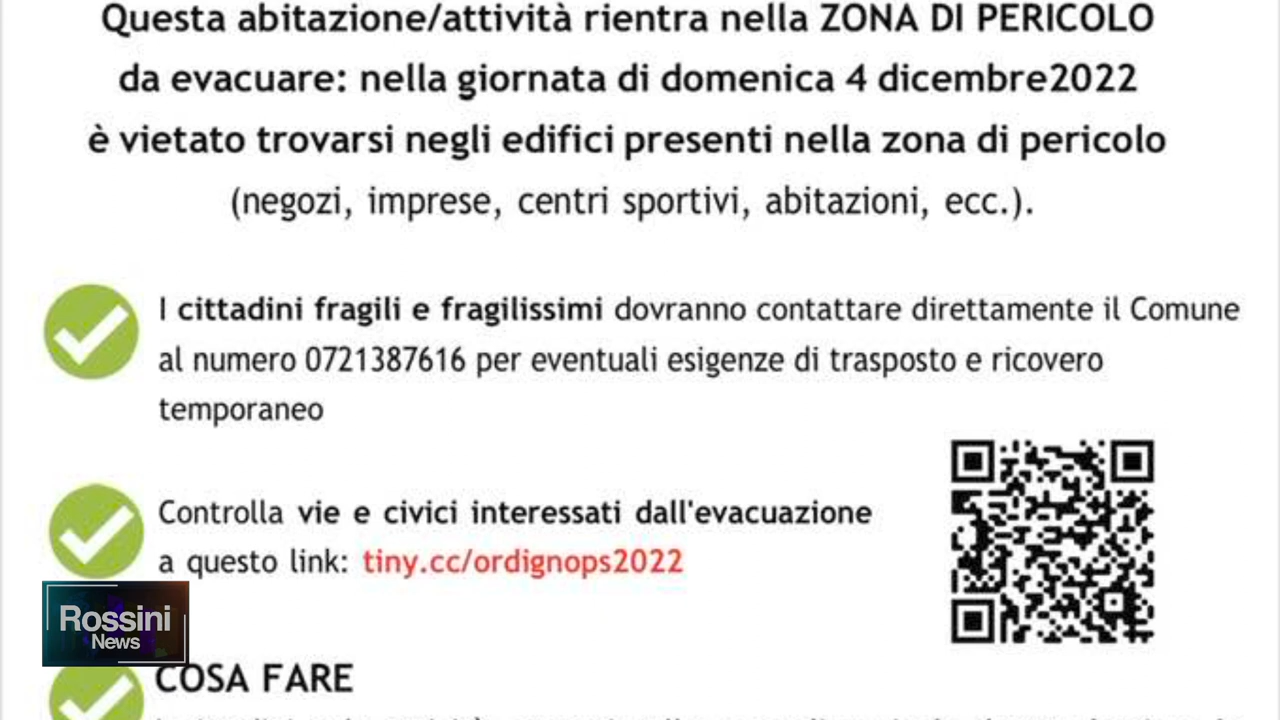 Questa abitazione/attività rientra nella ZONA DI PERICOLO
da evacuare: nella giornata di domenica 4 dicembre2022
è vietato trovarsi negli edifici presenti nella zona di pericolo
(negozi, imprese, centri sportivi, abitazioni, ecc.).
I cittadini fragili e fragilissimi dovranno contattare direttamente il Comune
al numero 0721387616 per eventuali esigenze di trasposto e ricovero
temporaneo
Controlla vie e civici interessati dall'evacuazione
a questo link: tiny.cc/ordignops2022
Rossini
News
COSA FARE